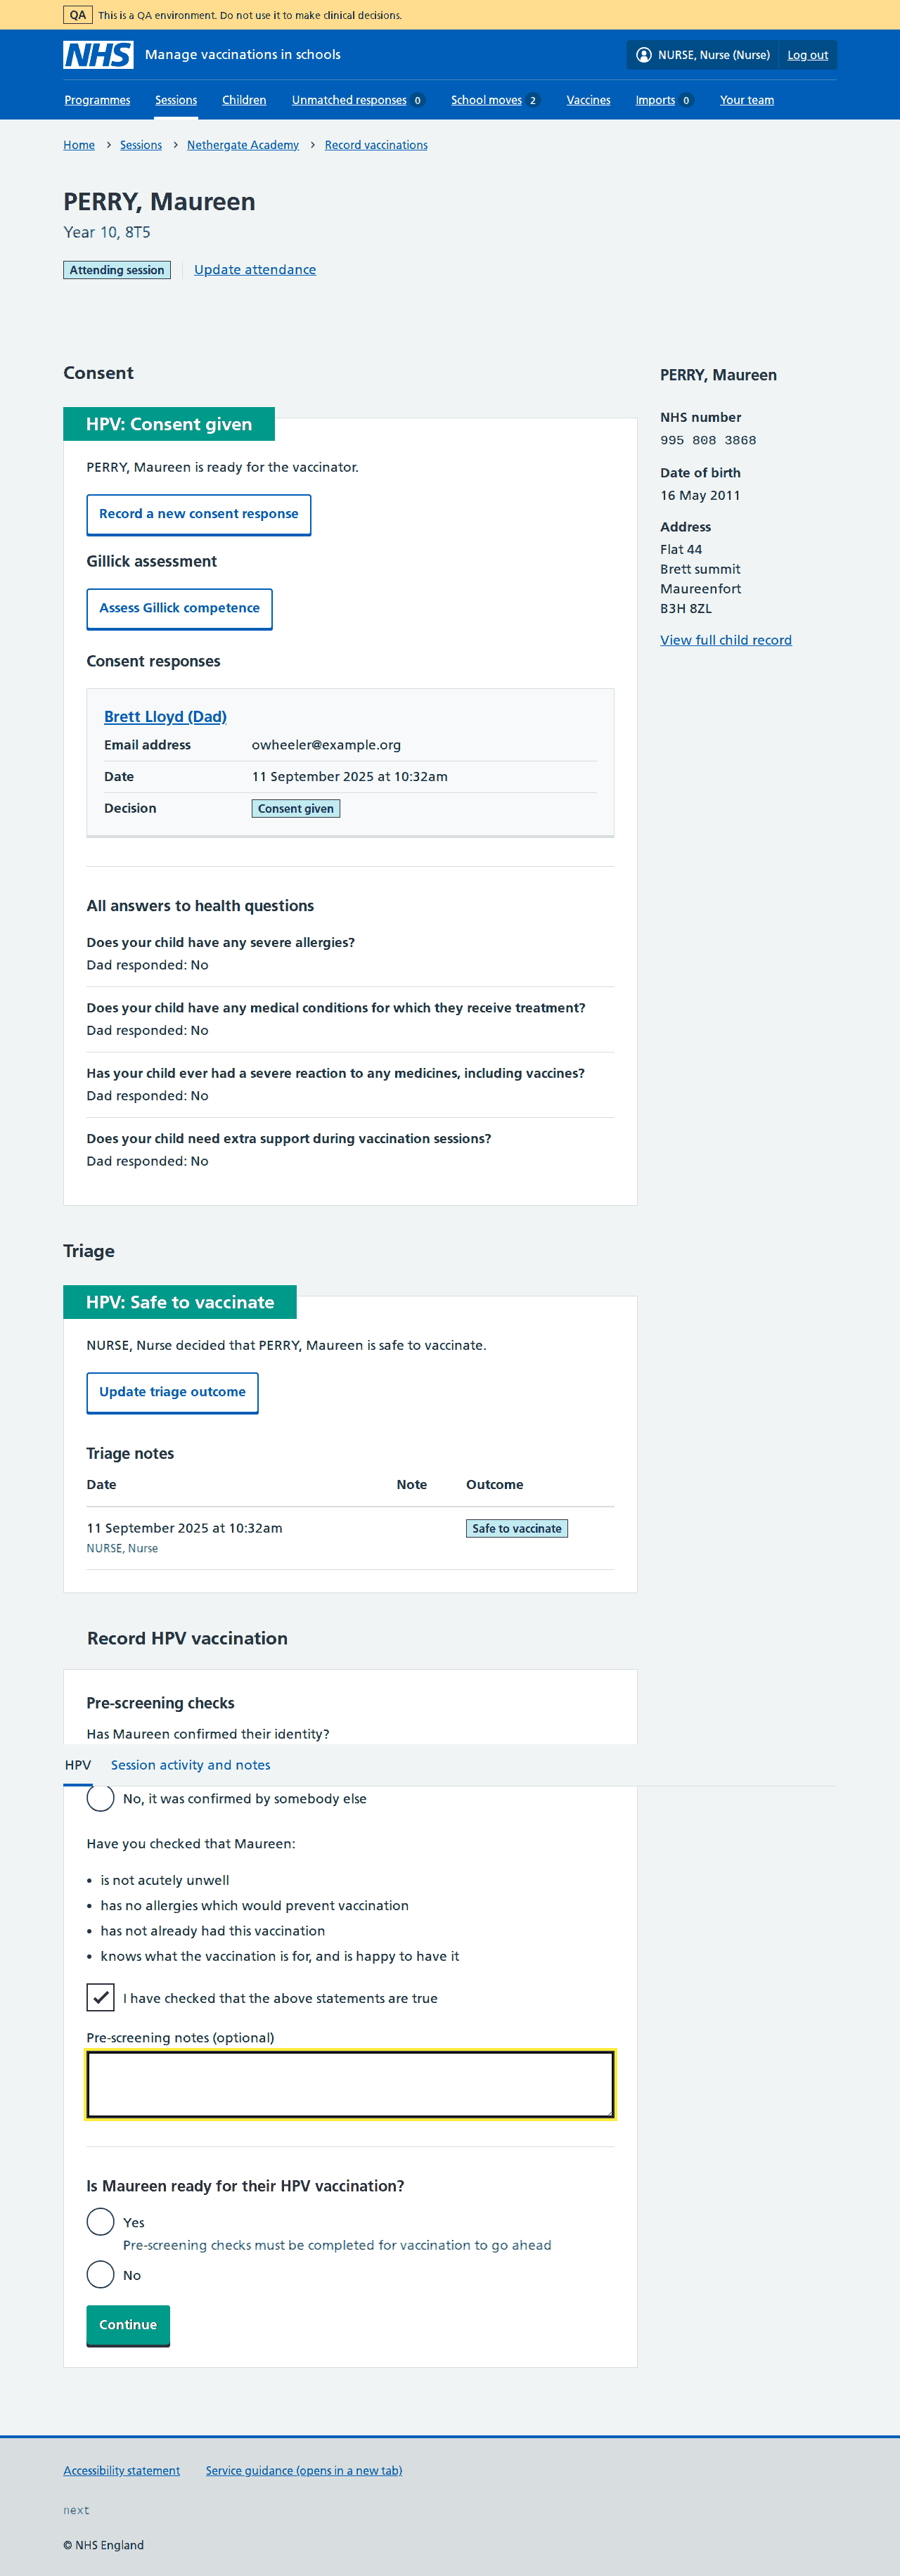 QA This is a QA environment. Do not use it to make clinical decisions.
NHS Manage vaccinations in schools NURSE, Nurse (Nurse) Log out
Programmes Sessions Children Unmatched responses 0 School moves 2 Vaccines Imports 0 Your team
Home > Sessions > Nethergate Academy > Record vaccinations
PERRY, Maureen
Year 10, 8T5
Attending session Update attendance
Consent
HPV: Consent given
PERRY, Maureen is ready for the vaccinator.
Record a new consent response
Gillick assessment
Assess Gillick competence
Consent responses
Brett Lloyd (Dad)
Email address owheeler@example.org
Date 11 September 2025 at 10:32am
Decision Consent given
All answers to health questions
Does your child have any severe allergies?
Dad responded: No
Does your child have any medical conditions for which they receive treatment?
Dad responded: No
Has your child ever had a severe reaction to any medicines, including vaccines?
Dad responded: No
Does your child need extra support during vaccination sessions?
Dad responded: No
PERRY, Maureen
NHS number
995 808 3868
Date of birth
16 May 2011
Address
Flat 44
Brett summit
Maureenfort
B3H 8ZL
View full child record
Triage
HPV: Safe to vaccinate
NURSE, Nurse decided that PERRY, Maureen is safe to vaccinate.
Update triage outcome
Triage notes
Date Note Outcome
11 September 2025 at 10:32am Safe to vaccinate
NURSE, Nurse
Record HPV vaccination
Pre-screening checks
Has Maureen confirmed their identity?
HPV Session activity and notes
No, it was confirmed by somebody else
Have you checked that Maureen:
• is not acutely unwell
• has no allergies which would prevent vaccination
• has not already had this vaccination
• knows what the vaccination is for, and is happy to have it
I have checked that the above statements are true
Pre-screening notes (optional)
Is Maureen ready for their HPV vaccination?
Yes
Pre-screening checks must be completed for vaccination to go ahead
No
Continue
Accessibility statement Service guidance (opens in a new tab)
next
© NHS England